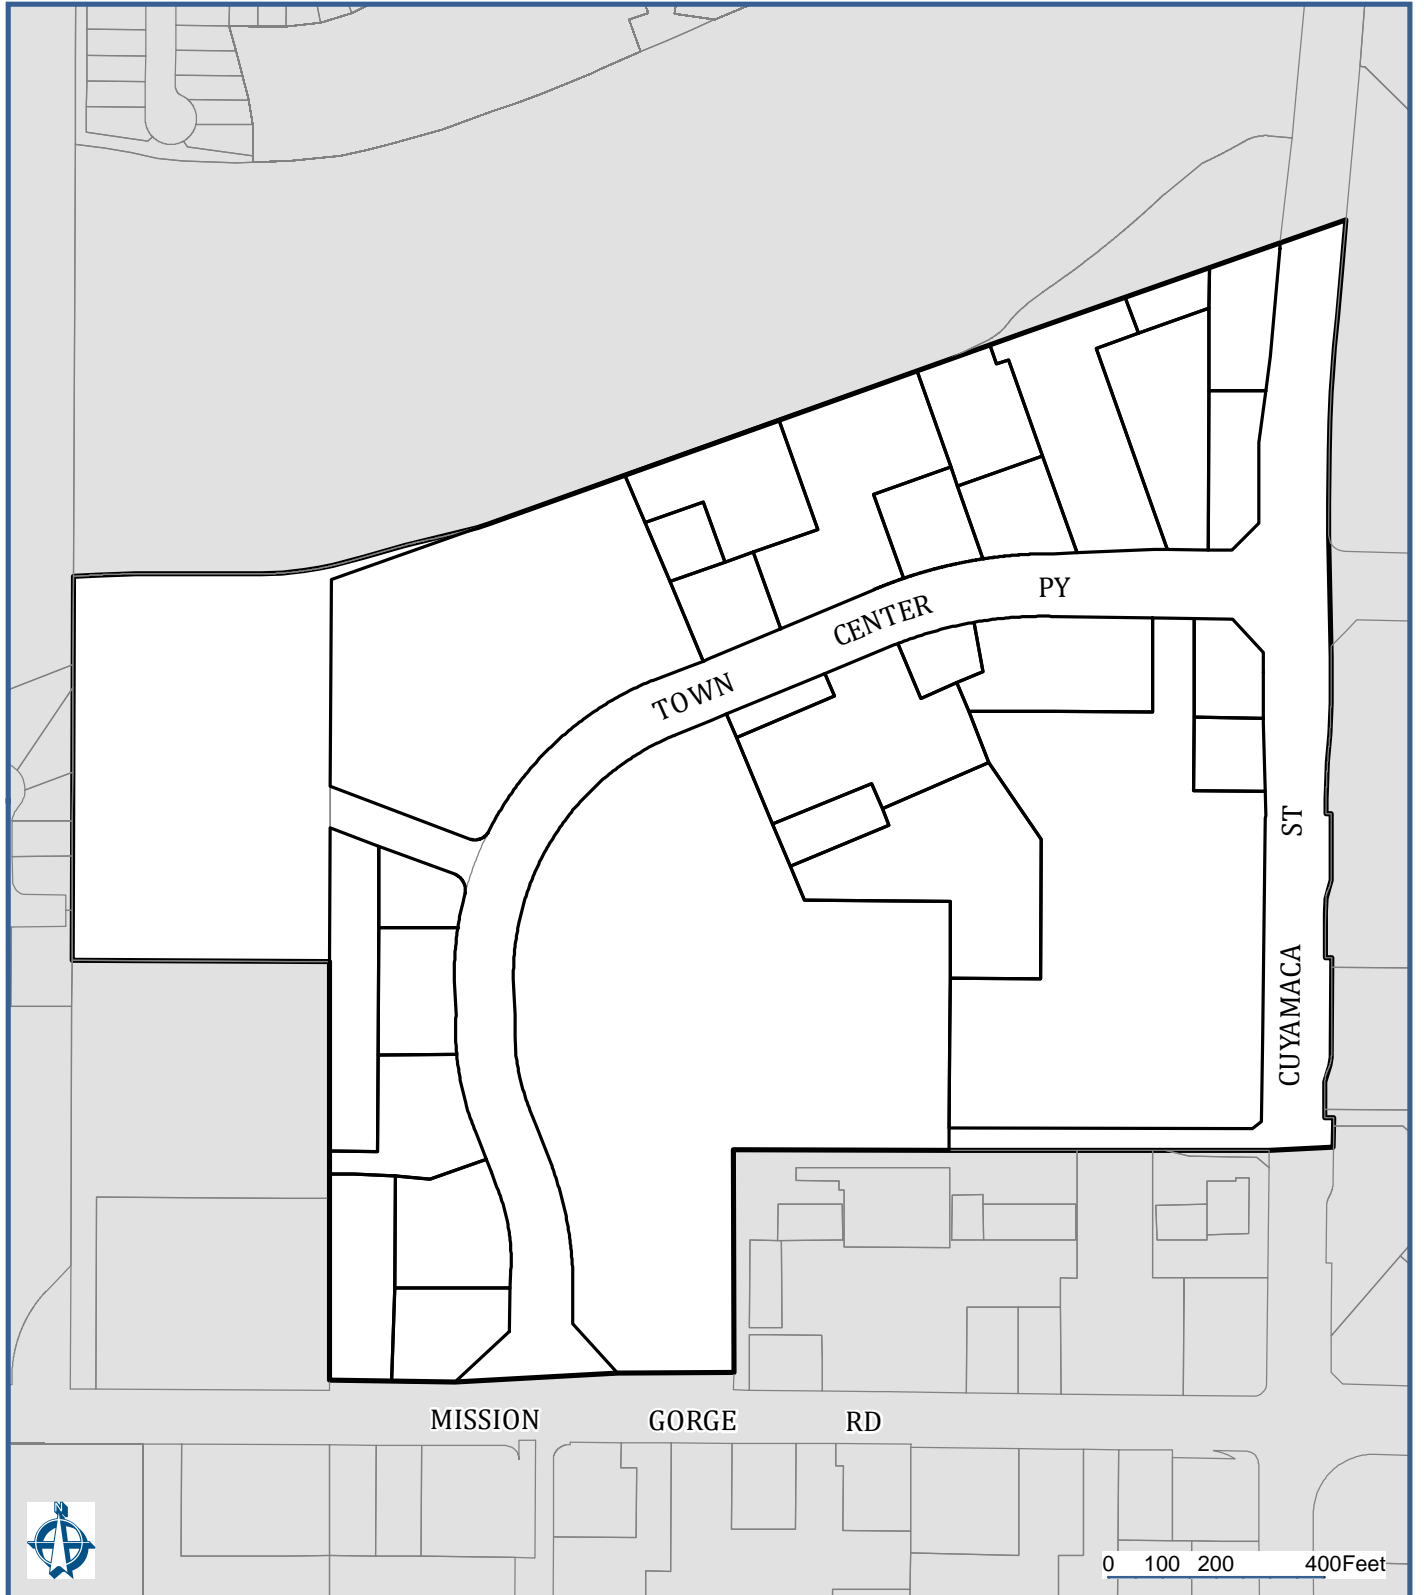 PY
CENTER
TOWN
ST
CUYAMACA
MISSION GORGE RD
N
0 100 200 400Feet